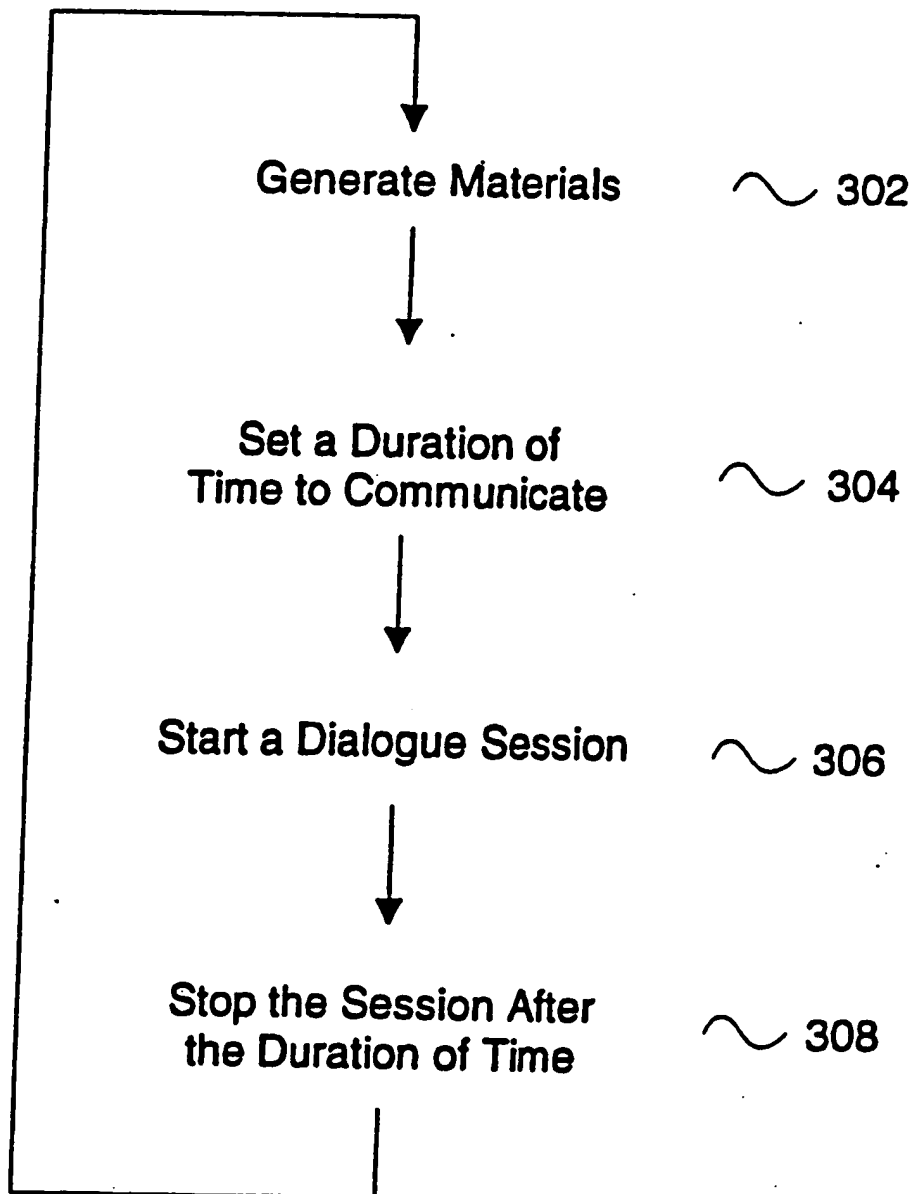 Generate Materials 302
Set a Duration of
Time to Communicate 304
Start a Dialogue Session 306
Stop the Session After
the Duration of Time 308